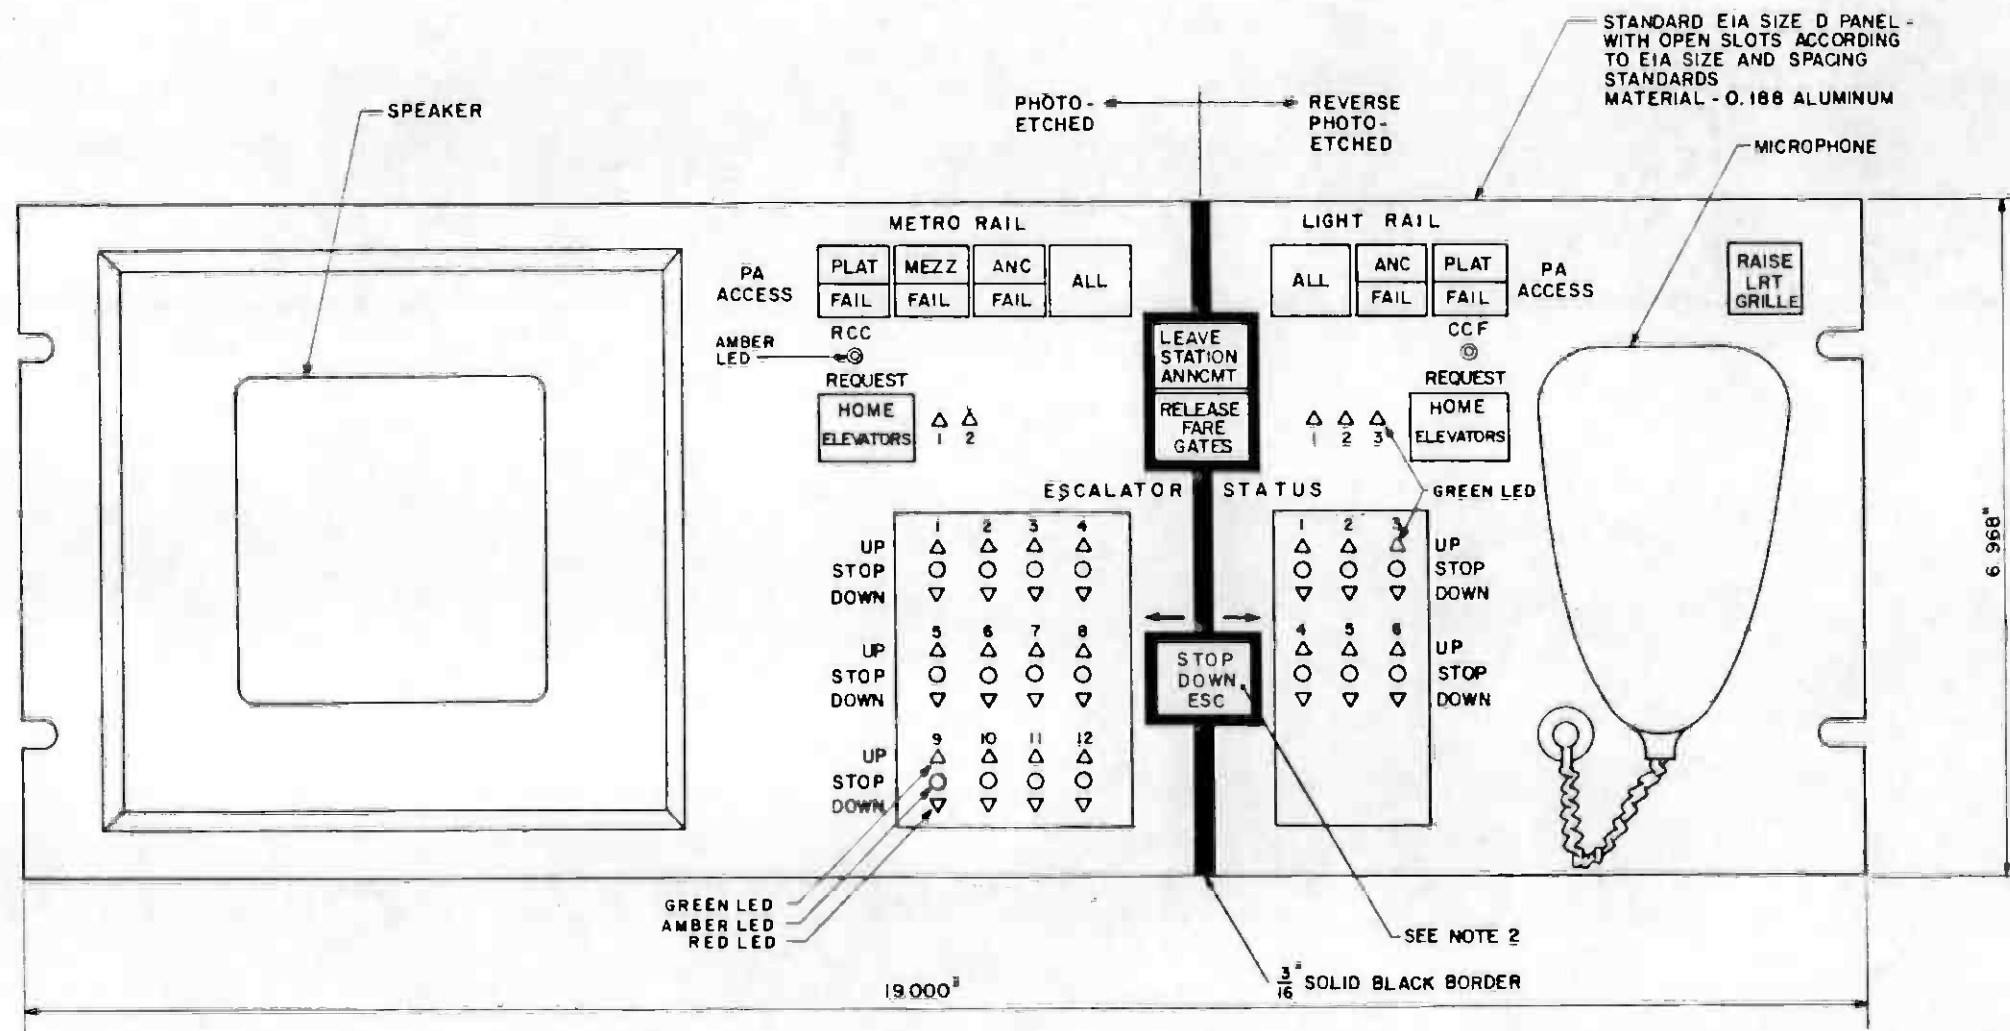 STANDARD EIA SIZE D PANEL -
WITH OPEN SLOTS ACCORDING
TO EIA SIZE AND SPACING
STANDARDS
MATERIAL - 0.188 ALUMINUM
SPEAKER
PHOTO-
ETCHED
REVERSE
PHOTO-
ETCHED
MICROPHONE
METRO RAIL
LIGHT RAIL
PA
ACCESS
PLAT MEZZ ANC ALL
FAIL FAIL FAIL
ALL ANC PLAT
FAIL FAIL
PA
ACCESS
RAISE
LRT
GRILLE
RCC
AMBER
LED
REQUEST
HOME
ELEVATORS
1 2
LEAVE
STATION
ANNCMT
RELEASE
FARE
GATES
CCF
REQUEST
1 2 3
HOME
ELEVATORS
ESCALATOR STATUS
GREEN LED
1 2 3 4
UP
STOP
DOWN
5 6 7 8
UP
STOP
DOWN
9 10 11 12
UP
STOP
DOWN
1 2 3
UP
STOP
DOWN
4 5 6
UP
STOP
DOWN
STOP
DOWN
ESC
6.968"
GREEN LED
AMBER LED
RED LED
SEE NOTE 2
3/16" SOLID BLACK BORDER
19.000"